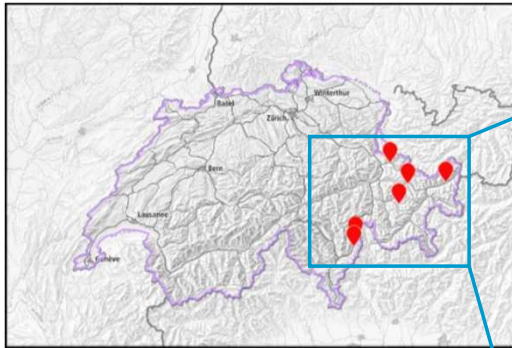 Winterthur
Basel
Zürich
Bern
Lausanne
Genève